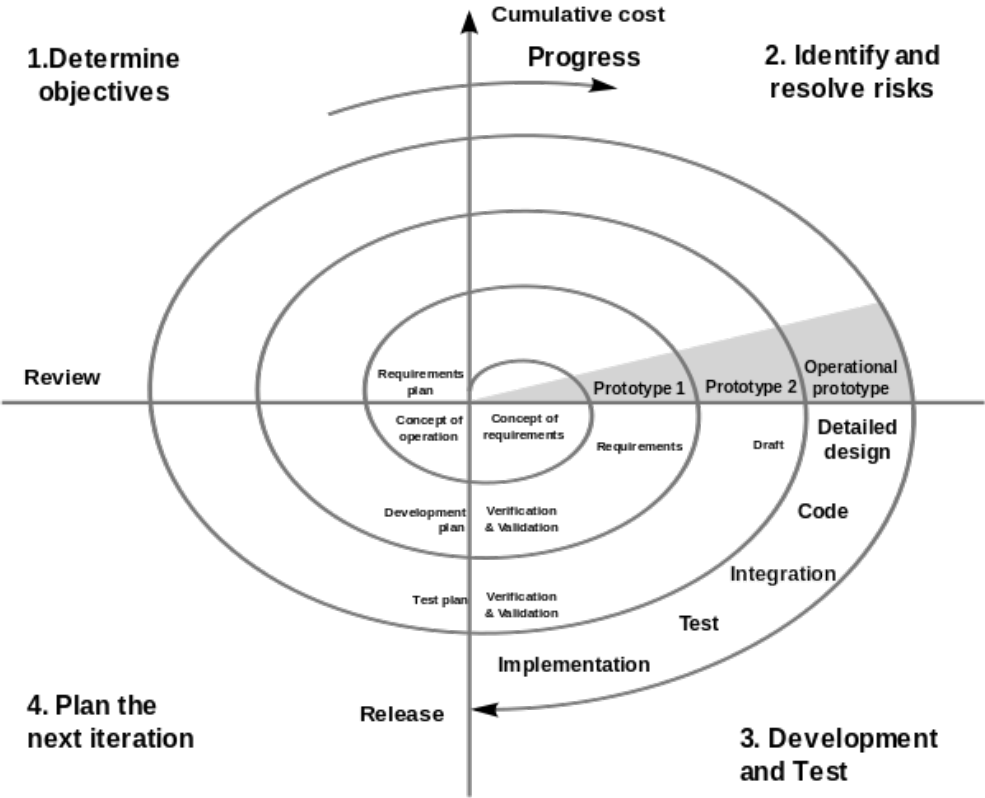 Cumulative cost
Progress
1.Determine
objectives
2. Identify and
resolve risks
Review
Requirements
plan
Prototype 1
Prototype 2
Operational
prototype
Concept of
operation
Concept of
requirements
Requirements
Draft
Detailed
design
Development
plan
Verification
& Validation
Code
Integration
Test plan
Verification
& Validation
Test
Implementation
Release
4. Plan the
next iteration
3. Development
and Test